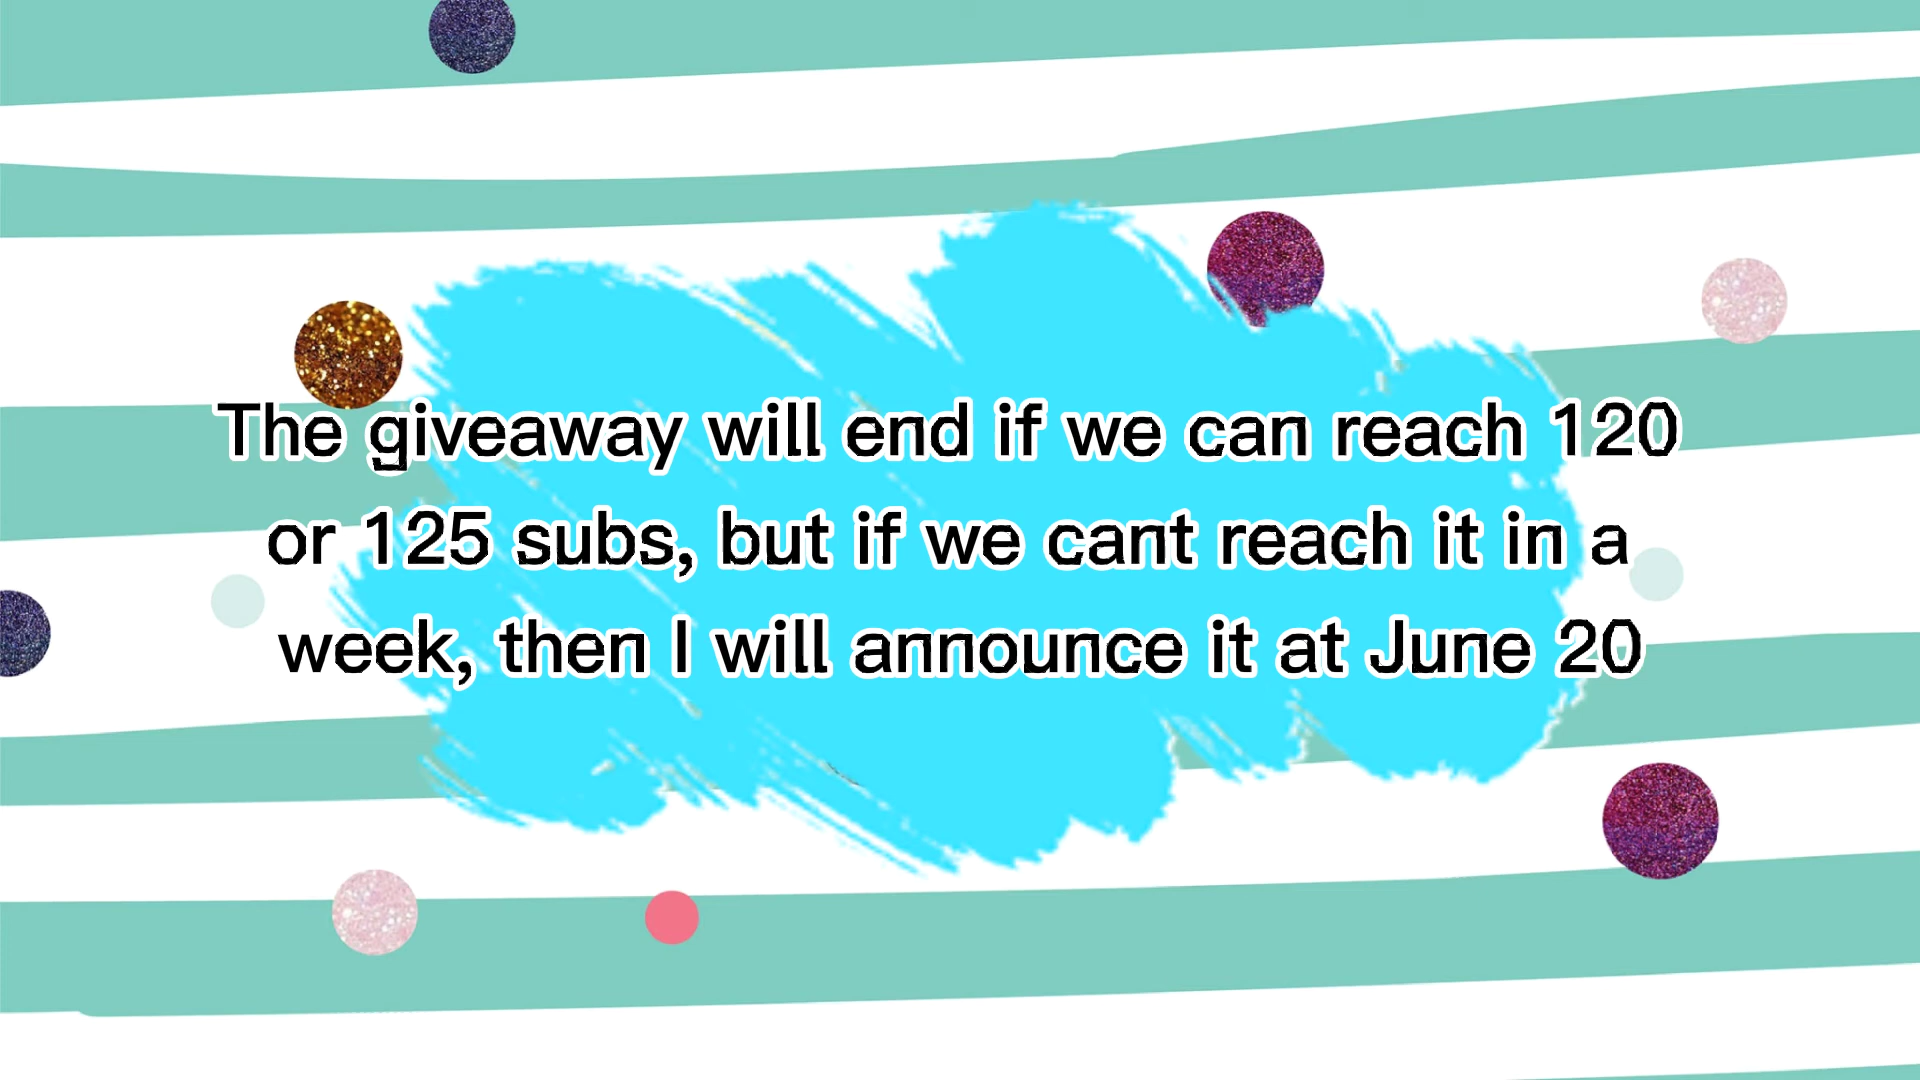 The giveaway will end if we can reach 120
or 125 subs, but if we cant reach it in a
week, then I will announce it at June 20